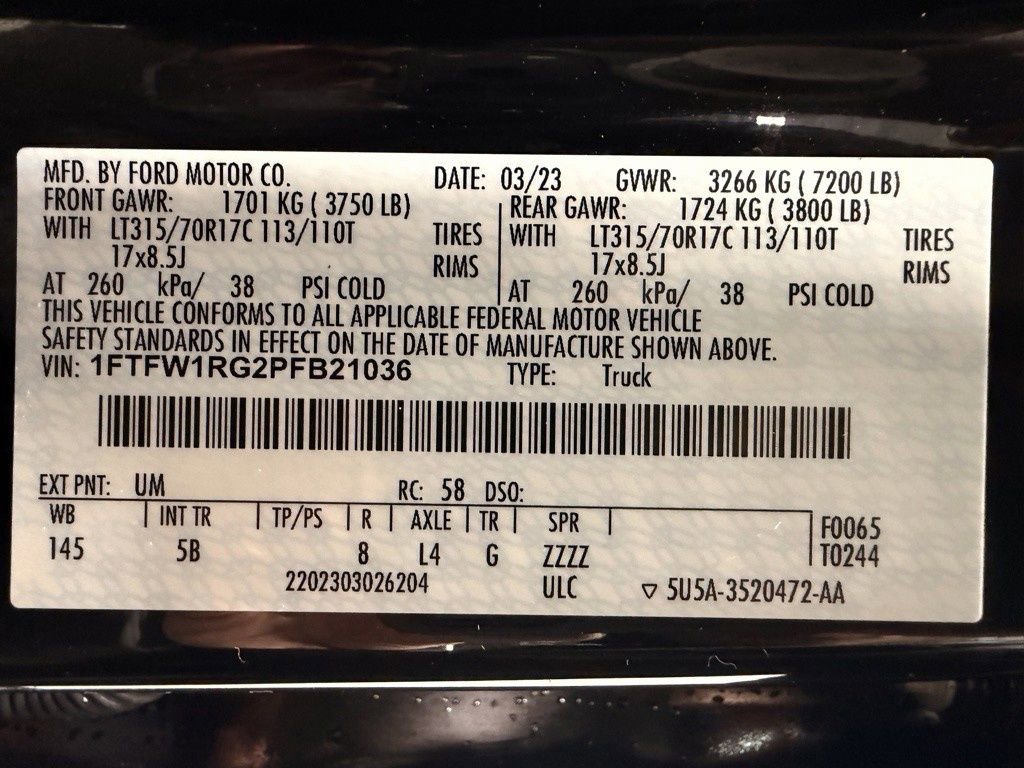 MFD. BY FORD MOTOR CO. DATE: 03/23 GVWR: 3266 KG ( 7200 LB)
FRONT GAWR: 1701 KG ( 3750 LB) REAR GAWR: 1724 KG ( 3800 LB)
WITH LT315/70R17C 113/110T TIRES WITH LT315/70R17C 113/110T TIRES
17x8.5J RIMS 17x8.5J RIMS
AT 260 kPa/ 38 PSI COLD AT 260 kPa/ 38 PSI COLD
THIS VEHICLE CONFORMS TO ALL APPLICABLE FEDERAL MOTOR VEHICLE
SAFETY STANDARDS IN EFFECT ON THE DATE OF MANUFACTURE SHOWN ABOVE.
VIN: 1FTFW1RG2PFB21036 TYPE: Truck
EXT PNT: UM RC: 58 DSO:
WB INT TR TP/PS R AXLE TR SPR F0065
145 5B 8 L4 G ZZZZ T0244
2202303026204 ULC ▽ 5U5A-3520472-AA